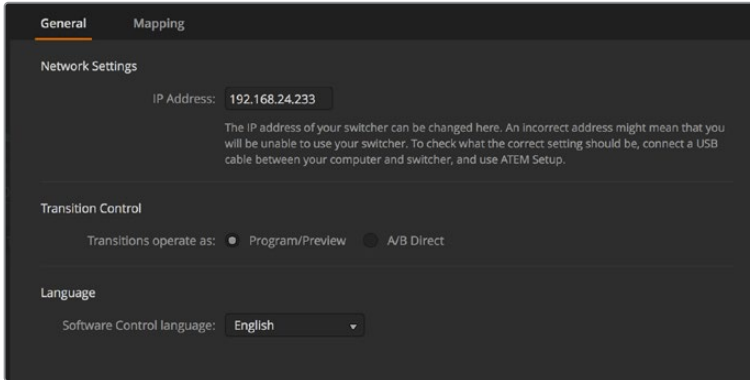 General Mapping
Network Settings
IP Address: 192.168.24.233
The IP address of your switcher can be changed here. An incorrect address might mean that you
will be unable to use your switcher. To check what the correct setting should be, connect a USB
cable between your computer and switcher, and use ATEM Setup.
Transition Control
Transitions operate as: Program/Preview A/B Direct
Language
Software Control language: English